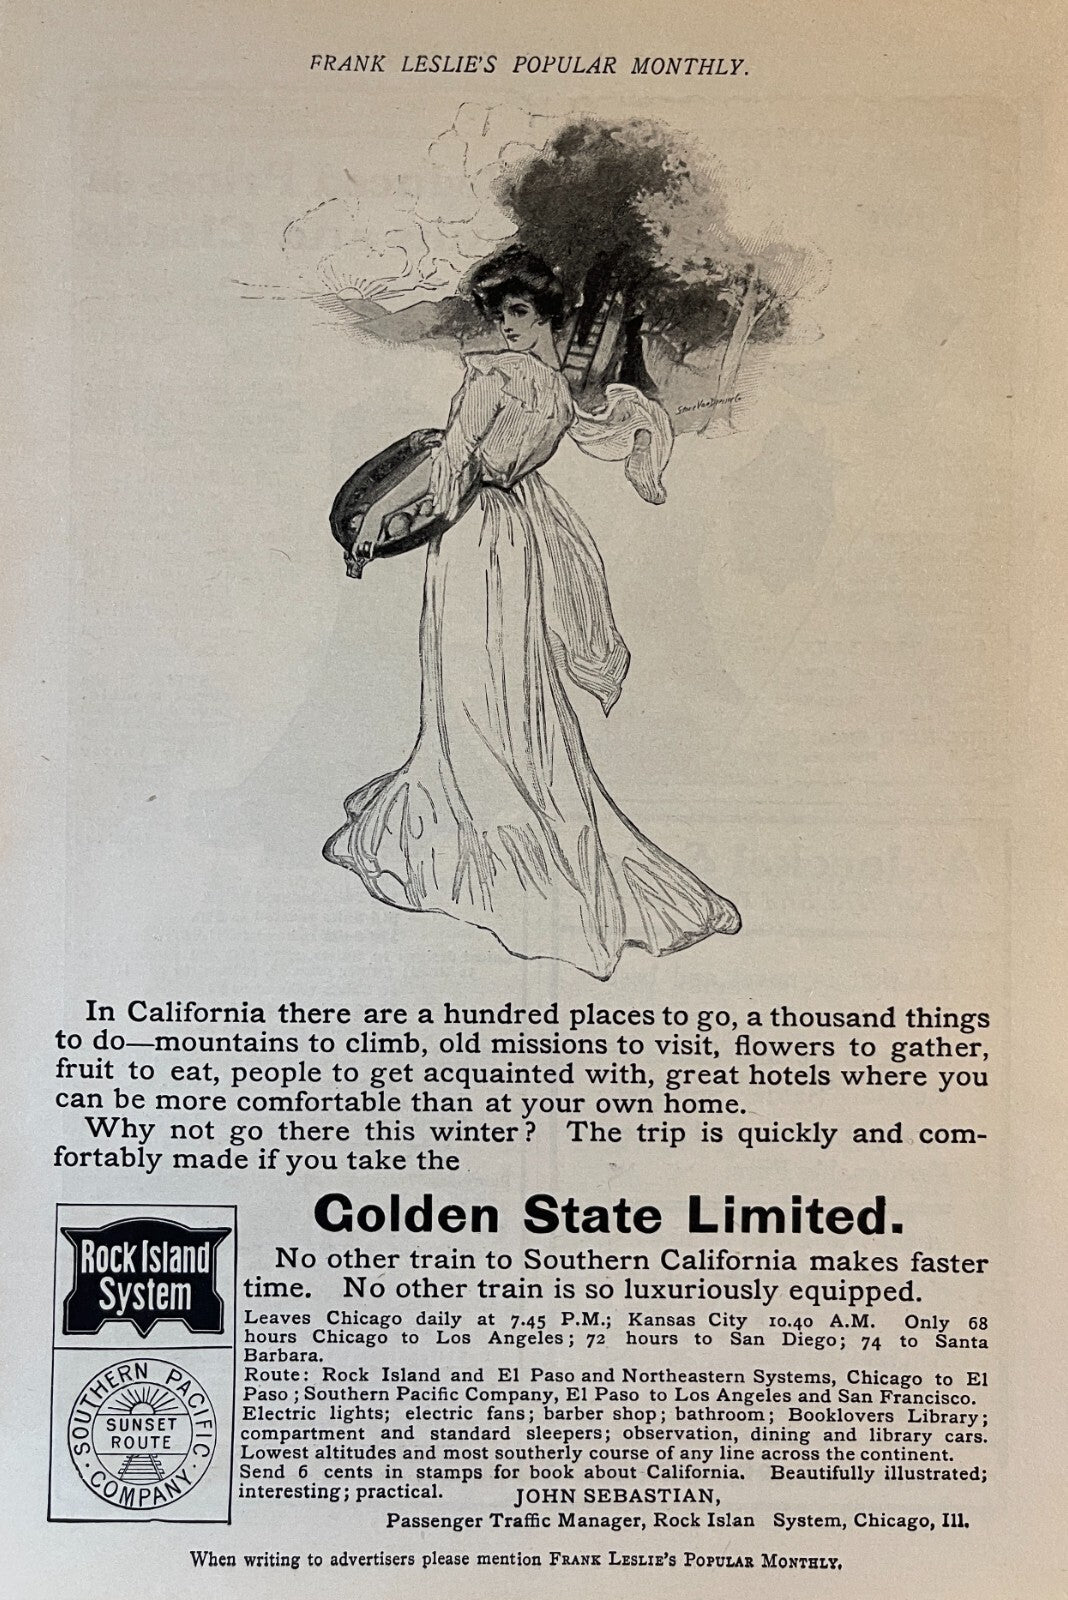 FRANK LESLIE'S POPULAR MONTHLY.
In California there are a hundred places to go, a thousand things
to do—mountains to climb, old missions to visit, flowers to gather,
fruit to eat, people to get acquainted with, great hotels where you
can be more comfortable than at your own home.
Why not go there this winter? The trip is quickly and com-
fortably made if you take the
Golden State Limited.
Rock Island
System
SOUTHERN PACIFIC
SUNSET
ROUTE
COMPANY
No other train to Southern California makes faster
time. No other train is so luxuriously equipped.
Leaves Chicago daily at 7.45 P.M.; Kansas City 10.40 A.M. Only 68
hours Chicago to Los Angeles; 72 hours to San Diego; 74 to Santa
Barbara.
Route: Rock Island and El Paso and Northeastern Systems, Chicago to El
Paso; Southern Pacific Company, El Paso to Los Angeles and San Francisco.
Electric lights; electric fans; barber shop; bathroom; Booklovers Library;
compartment and standard sleepers; observation, dining and library cars.
Lowest altitudes and most southerly course of any line across the continent.
Send 6 cents in stamps for book about California. Beautifully illustrated;
interesting; practical. JOHN SEBASTIAN,
Passenger Traffic Manager, Rock Islan System, Chicago, Ill.
When writing to advertisers please mention FRANK LESLIE'S POPULAR MONTHLY.